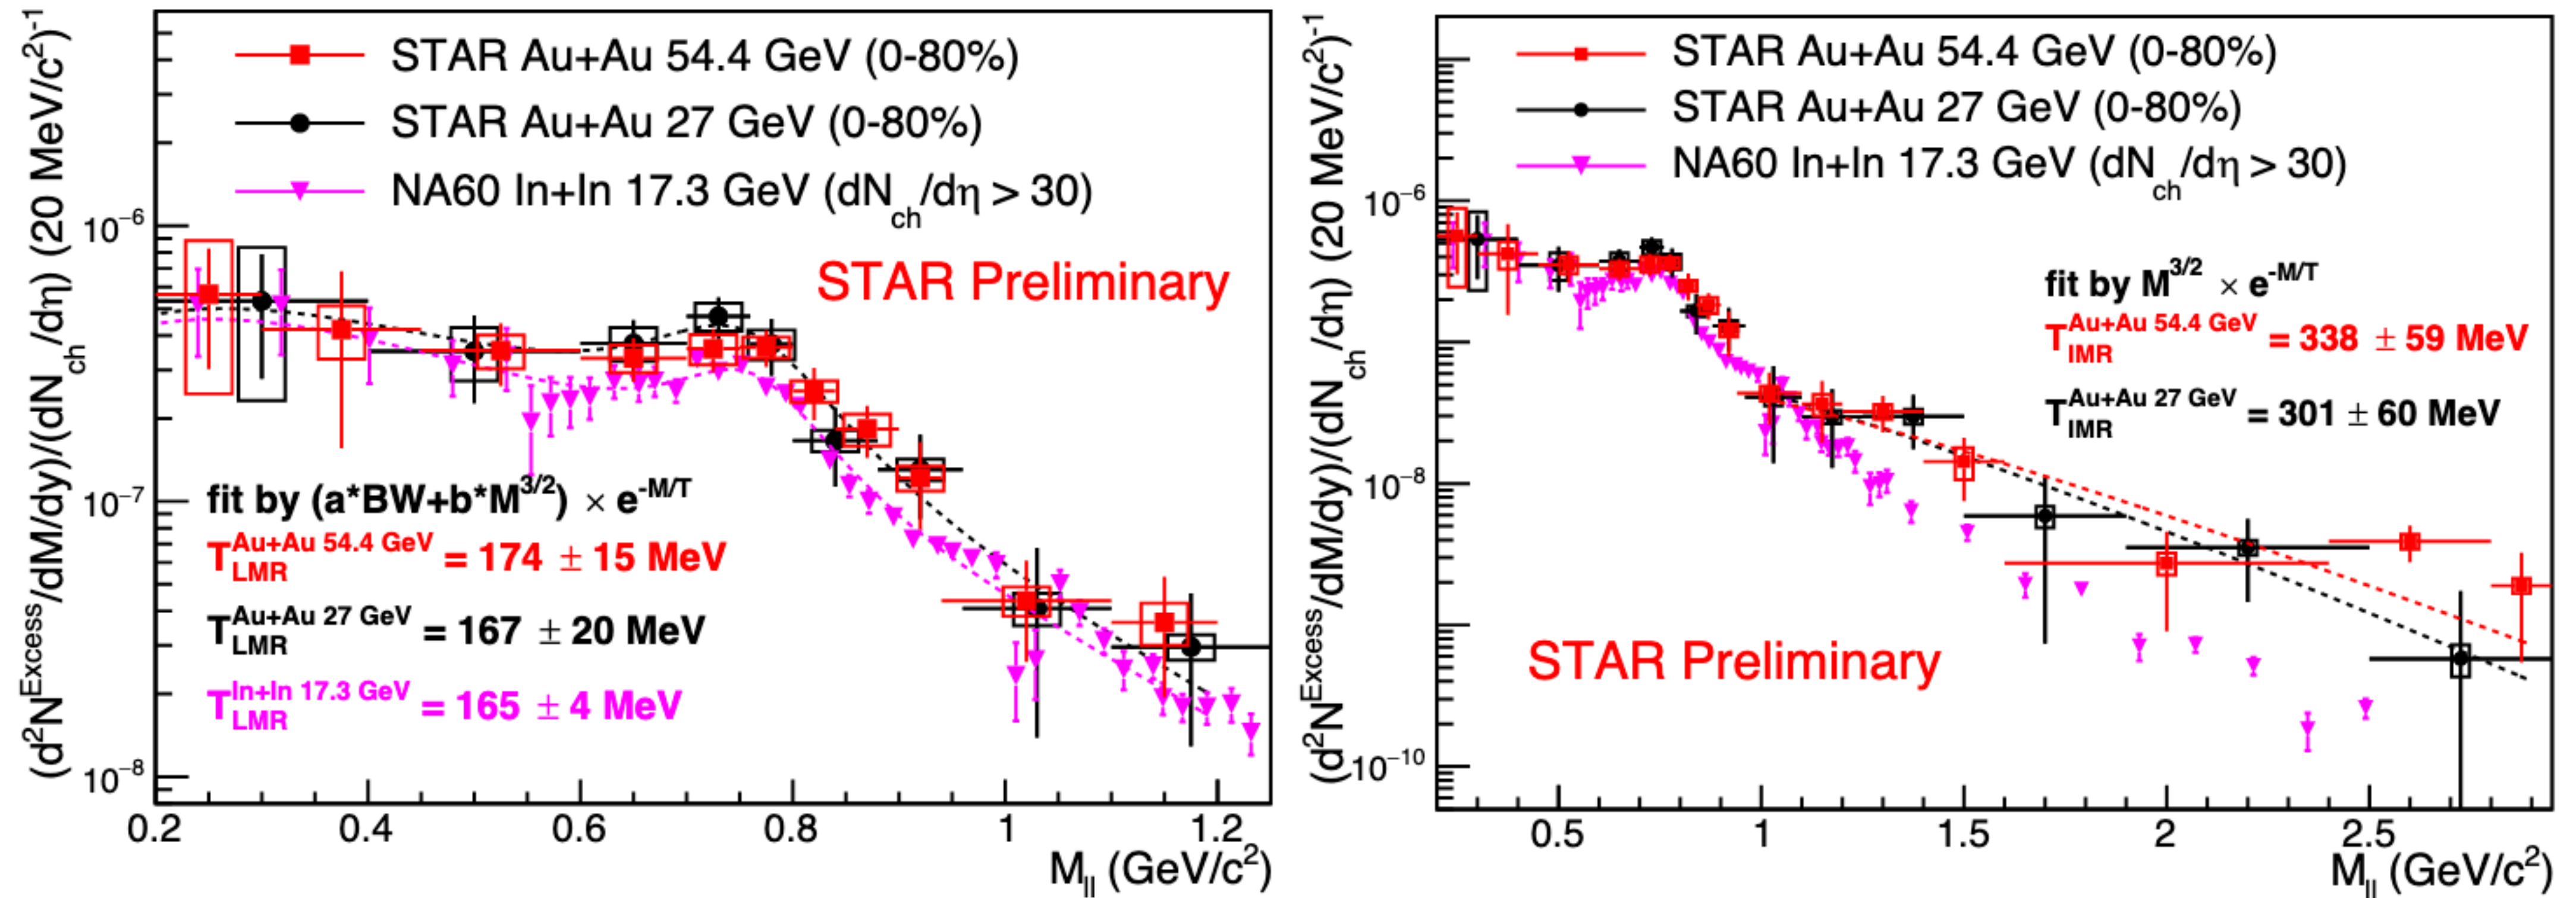 (d²N^Excess/dM/dy)/(dN_ch/dη) (20 MeV/c²)⁻¹
STAR Au+Au 54.4 GeV (0-80%)
STAR Au+Au 27 GeV (0-80%)
NA60 In+In 17.3 GeV (dN_ch/dη > 30)
10⁻⁶
STAR Preliminary
10⁻⁷
fit by (a*BW+b*M^3/2) × e^-M/T
T_LMR^Au+Au 54.4 GeV = 174 ± 15 MeV
T_LMR^Au+Au 27 GeV = 167 ± 20 MeV
T_LMR^In+In 17.3 GeV = 165 ± 4 MeV
10⁻⁸
0.2 0.4 0.6 0.8 1 1.2
M_ll (GeV/c²)
(d²N^Excess/dM/dy)/(dN_ch/dη) (20 MeV/c²)⁻¹
STAR Au+Au 54.4 GeV (0-80%)
STAR Au+Au 27 GeV (0-80%)
NA60 In+In 17.3 GeV (dN_ch/dη > 30)
10⁻⁶
fit by M^3/2 × e^-M/T
T_IMR^Au+Au 54.4 GeV = 338 ± 59 MeV
T_IMR^Au+Au 27 GeV = 301 ± 60 MeV
10⁻⁸
STAR Preliminary
10⁻¹⁰
0.5 1 1.5 2 2.5
M_ll (GeV/c²)